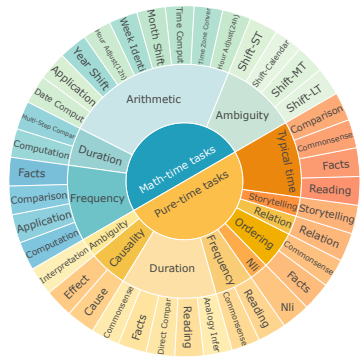 Math-time tasks
Pure-time tasks
Arithmetic
Ambiguity
Duration
Frequency
Typical time
Storytelling
Relation
Ordering
Nli
Frequency
Duration
Causality
Ambiguity
Date Comput
Application
Year Shift
Hour Adjust(12h)
Week Identi
Month Shift
Time Comput
Time Zone Conver
Hour Adjust(24h)
Shift-ST
Shift-Calendar
Shift-MT
Shift-LT
Multi-Step Compar
Computation
Facts
Comparison
Application
Computation
Comparison
Commonsense
Facts
Reading
Storytelling
Relation
Commonsense
Facts
Nli
Reading
Commonsense
Analogy Infer
Reading
Direct Compar
Facts
Commonsense
Cause
Effect
Interpretation